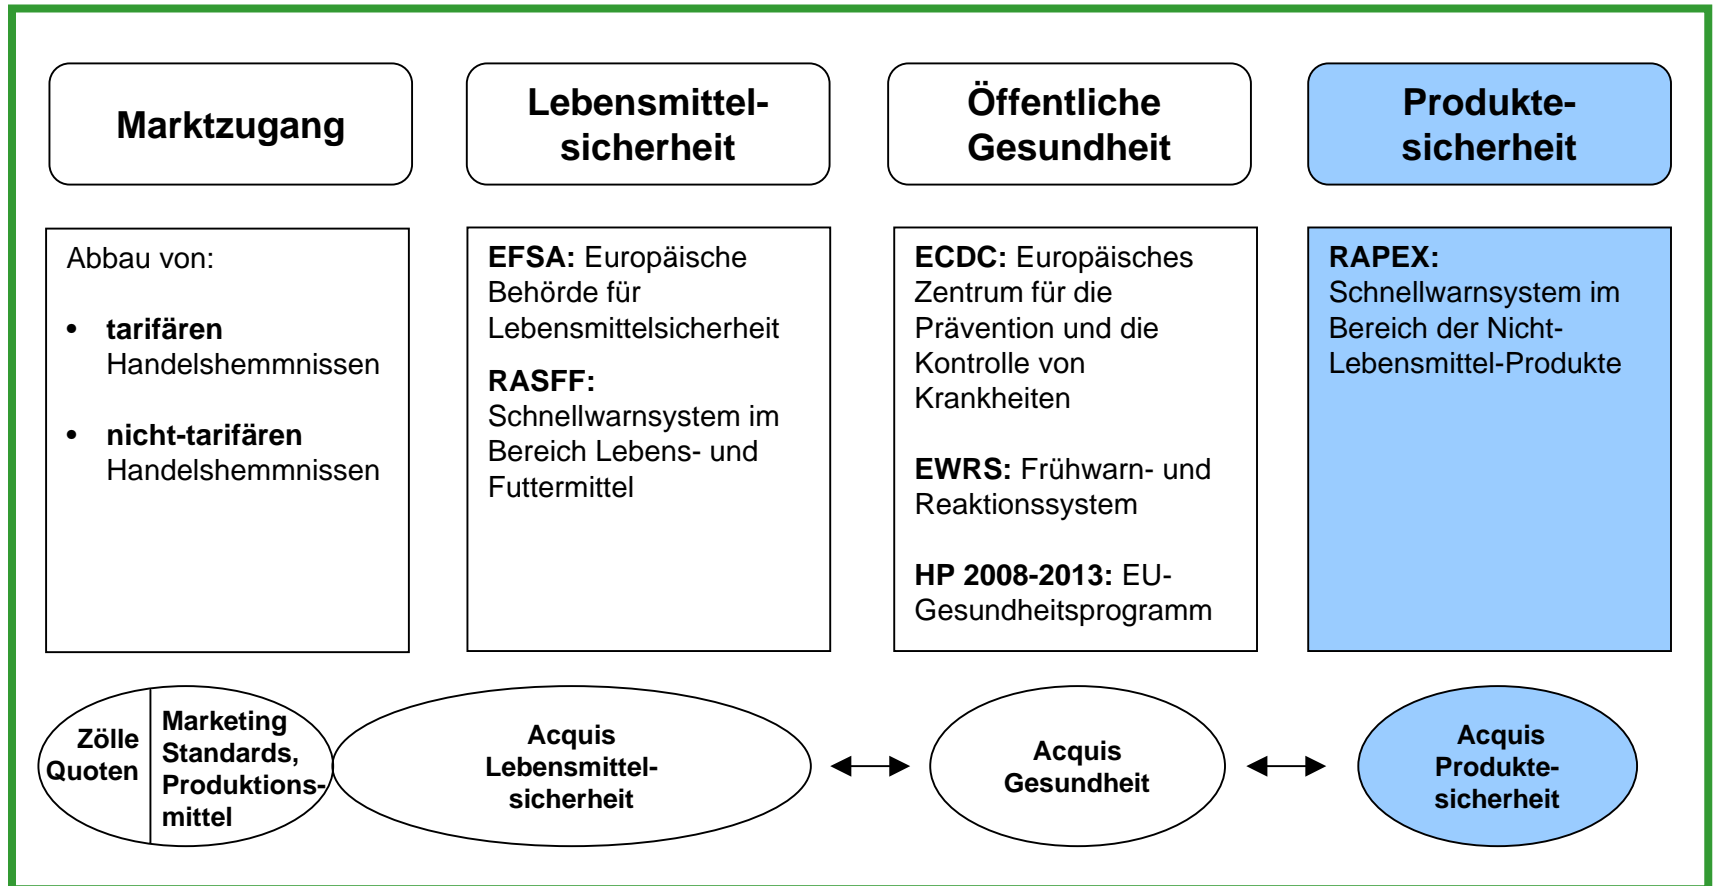 Marktzugang
Lebensmittel-
sicherheit
Öffentliche
Gesundheit
Produkte-
sicherheit
Abbau von:
• tarifären
Handelshemmnissen
• nicht-tarifären
Handelshemmnissen
EFSA: Europäische
Behörde für
Lebensmittelsicherheit
RASFF:
Schnellwarnsystem im
Bereich Lebens- und
Futtermittel
ECDC: Europäisches
Zentrum für die
Prävention und die
Kontrolle von
Krankheiten
EWRS: Frühwarn- und
Reaktionssystem
HP 2008-2013: EU-
Gesundheitsprogramm
RAPEX:
Schnellwarnsystem im
Bereich der Nicht-
Lebensmittel-Produkte
Zölle
Quoten
Marketing
Standards,
Produktions-
mittel
Acquis
Lebensmittel-
sicherheit
Acquis
Gesundheit
Acquis
Produkte-
sicherheit